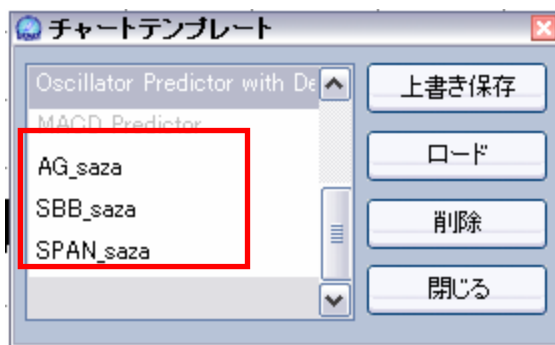 チャートテンプレート
Oscillator Predictor with De
MACD Predictor
AG_saza
SBB_saza
SPAN_saza
上書き保存
ロード
削除
閉じる